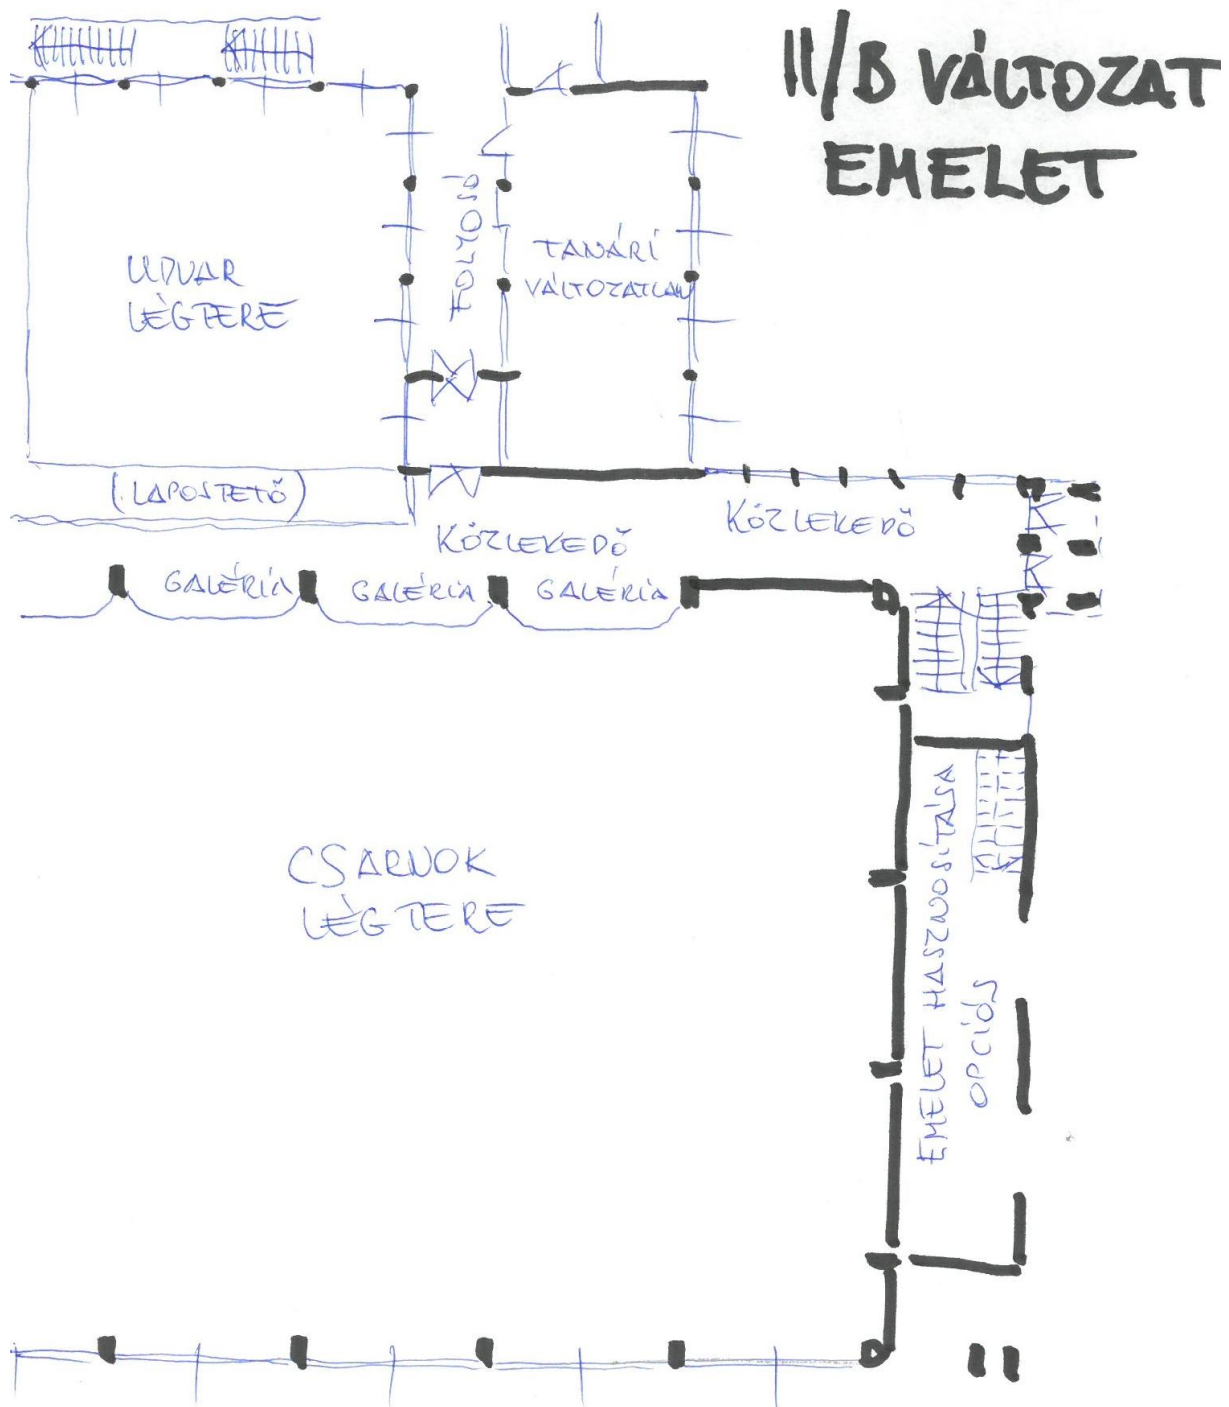 II/B VÁLTOZAT
EMELET
UDVAR
LÉGTERE
FOLYOSÓ
TANÁRI
VÁLTOZATLAN
(LAPOSTETŐ)
KÖZLEKEDŐ
KÖZLEKEDŐ
GALÉRIA
GALÉRIA
GALÉRIA
CSARNOK
LÉGTERE
EMELET HASZNOSÍTÁSA
OPCIÓS